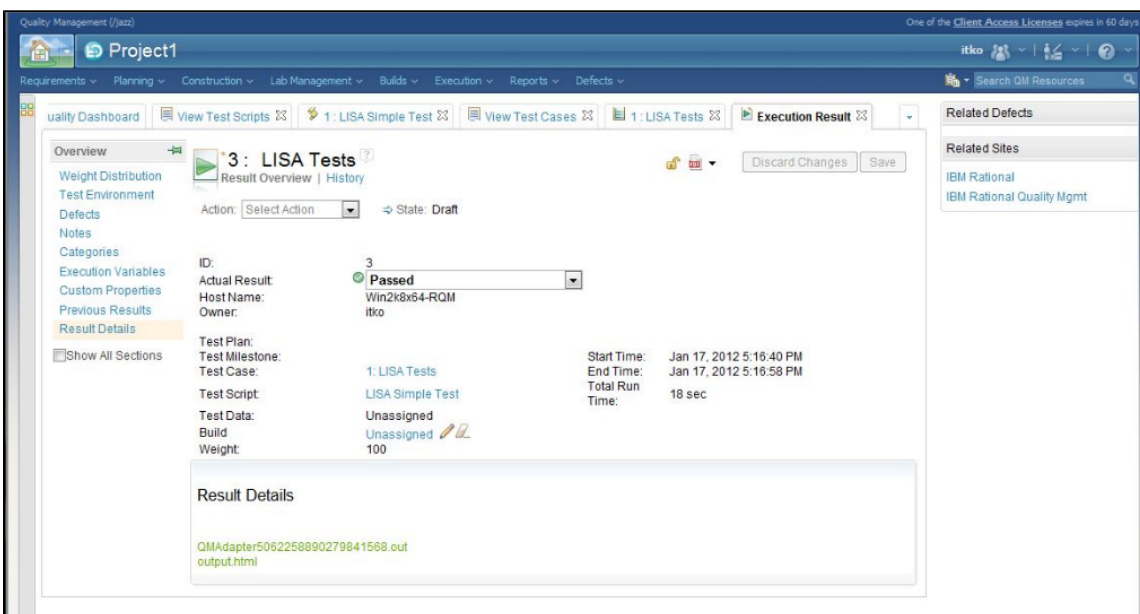 Quality Management (/jazz)
One of the Client Access Licenses expires in 60 days
Project1
itko
Requirements Planning Construction Lab Management Builds Execution Reports Defects
Search QM Resources
uality Dashboard View Test Scripts 1 : LISA Simple Test View Test Cases 1 : LISA Tests Execution Result
Related Defects
Related Sites
IBM Rational
IBM Rational Quality Mgmt
Overview
Weight Distribution
Test Environment
Defects
Notes
Categories
Execution Variables
Custom Properties
Previous Results
Result Details
Show All Sections
*3 : LISA Tests ?
Result Overview | History
Discard Changes Save
Action: Select Action State: Draft
ID: 3
Actual Result: Passed
Host Name: Win2k8x64-RQM
Owner: itko
Test Plan:
Test Milestone:
Test Case: 1: LISA Tests
Test Script: LISA Simple Test
Test Data: Unassigned
Build Unassigned
Weight: 100
Start Time: Jan 17, 2012 5:16:40 PM
End Time: Jan 17, 2012 5:16:58 PM
Total Run
Time: 18 sec
Result Details
QMAdapter5062258890279841568.out
output.html